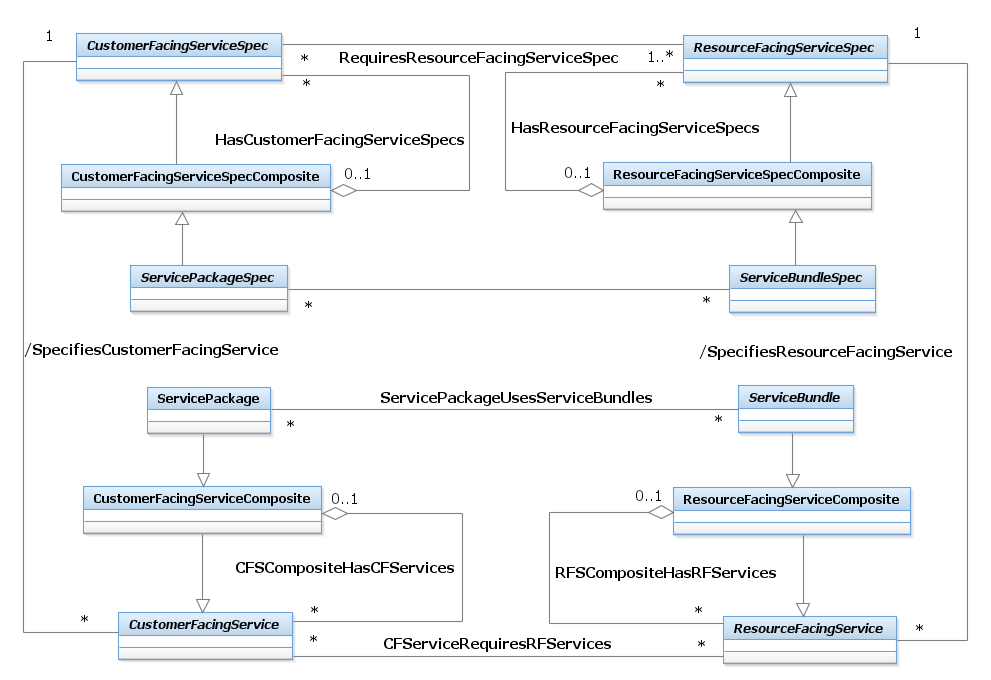 1
CustomerFacingServiceSpec
*
RequiresResourceFacingServiceSpec
1..*
ResourceFacingServiceSpec
1
*
*
HasCustomerFacingServiceSpecs
HasResourceFacingServiceSpecs
CustomerFacingServiceSpecComposite
0..1
0..1
ResourceFacingServiceSpecComposite
ServicePackageSpec
*
*
ServiceBundleSpec
/SpecifiesCustomerFacingService
/SpecifiesResourceFacingService
ServicePackage
*
ServicePackageUsesServiceBundles
*
ServiceBundle
CustomerFacingServiceComposite
0..1
0..1
ResourceFacingServiceComposite
CFSCompositeHasCFServices
RFSCompositeHasRFServices
*
*
*
CustomerFacingService
*
CFServiceRequiresRFServices
*
ResourceFacingService
*